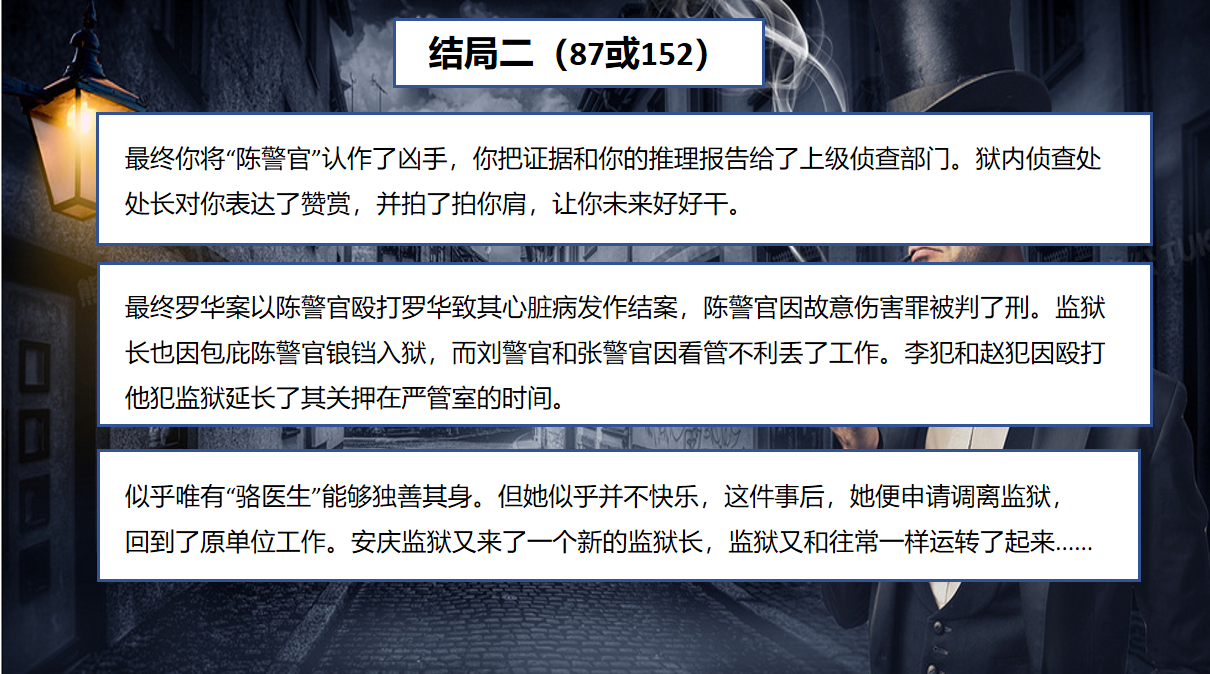 结局二（87或152）
最终你将“陈警官”认作了凶手，你把证据和你的推理报告给了上级侦查部门。狱内侦查处
处长对你表达了赞赏，并拍了拍你肩，让你未来好好干。
最终罗华案以陈警官殴打罗华致其心脏病发作结案，陈警官因故意伤害罪被判了刑。监狱
长也因包庇陈警官锒铛入狱，而刘警官和张警官因看管不利丢了工作。李犯和赵犯因殴打
他犯监狱延长了其关押在严管室的时间。
似乎唯有“骆医生”能够独善其身。但她似乎并不快乐，这件事后，她便申请调离监狱，
回到了原单位工作。安庆监狱又来了一个新的监狱长，监狱又和往常一样运转了起来……